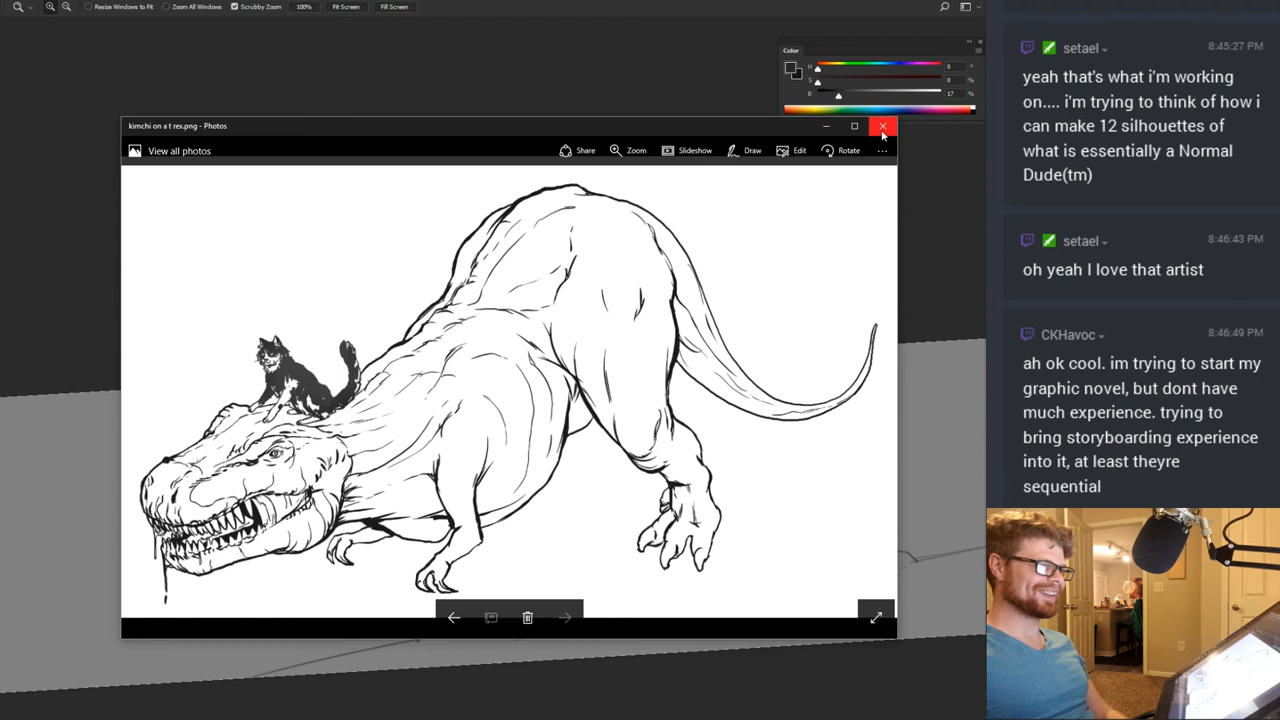 Resize Windows to Fit
Zoom All Windows
Scrubby Zoom
100%
Fit Screen
Fill Screen
Color
H 0 °
S 0 %
B 17 %
kimchi on a t rex.png - Photos
View all photos
Share
Zoom
Slideshow
Draw
Edit
Rotate
setael
8:45:27 PM
yeah that's what i'm working
on.... i'm trying to think of how i
can make 12 silhouettes of
what is essentially a Normal
Dude(tm)
setael
8:46:43 PM
oh yeah I love that artist
CKHavoc
8:46:49 PM
ah ok cool. im trying to start my
graphic novel, but dont have
much experience. trying to
bring storyboarding experience
into it, at least theyre
sequential